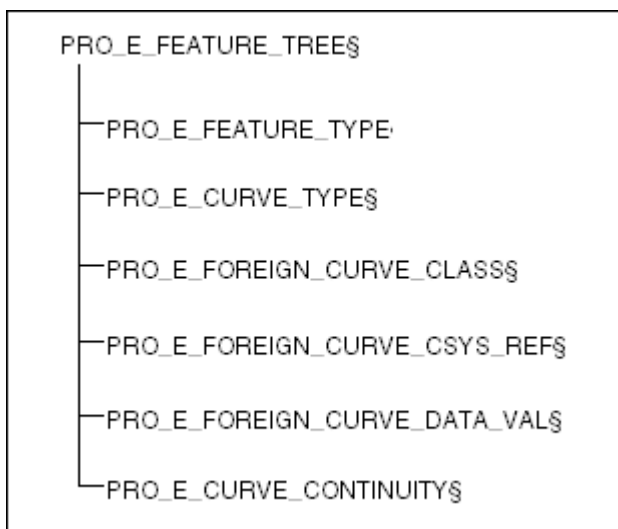 PRO_E_FEATURE_TREE§
PRO_E_FEATURE_TYPE·
PRO_E_CURVE_TYPE§
PRO_E_FOREIGN_CURVE_CLASS§
PRO_E_FOREIGN_CURVE_CSYS_REF§
PRO_E_FOREIGN_CURVE_DATA_VAL§
PRO_E_CURVE_CONTINUITY§